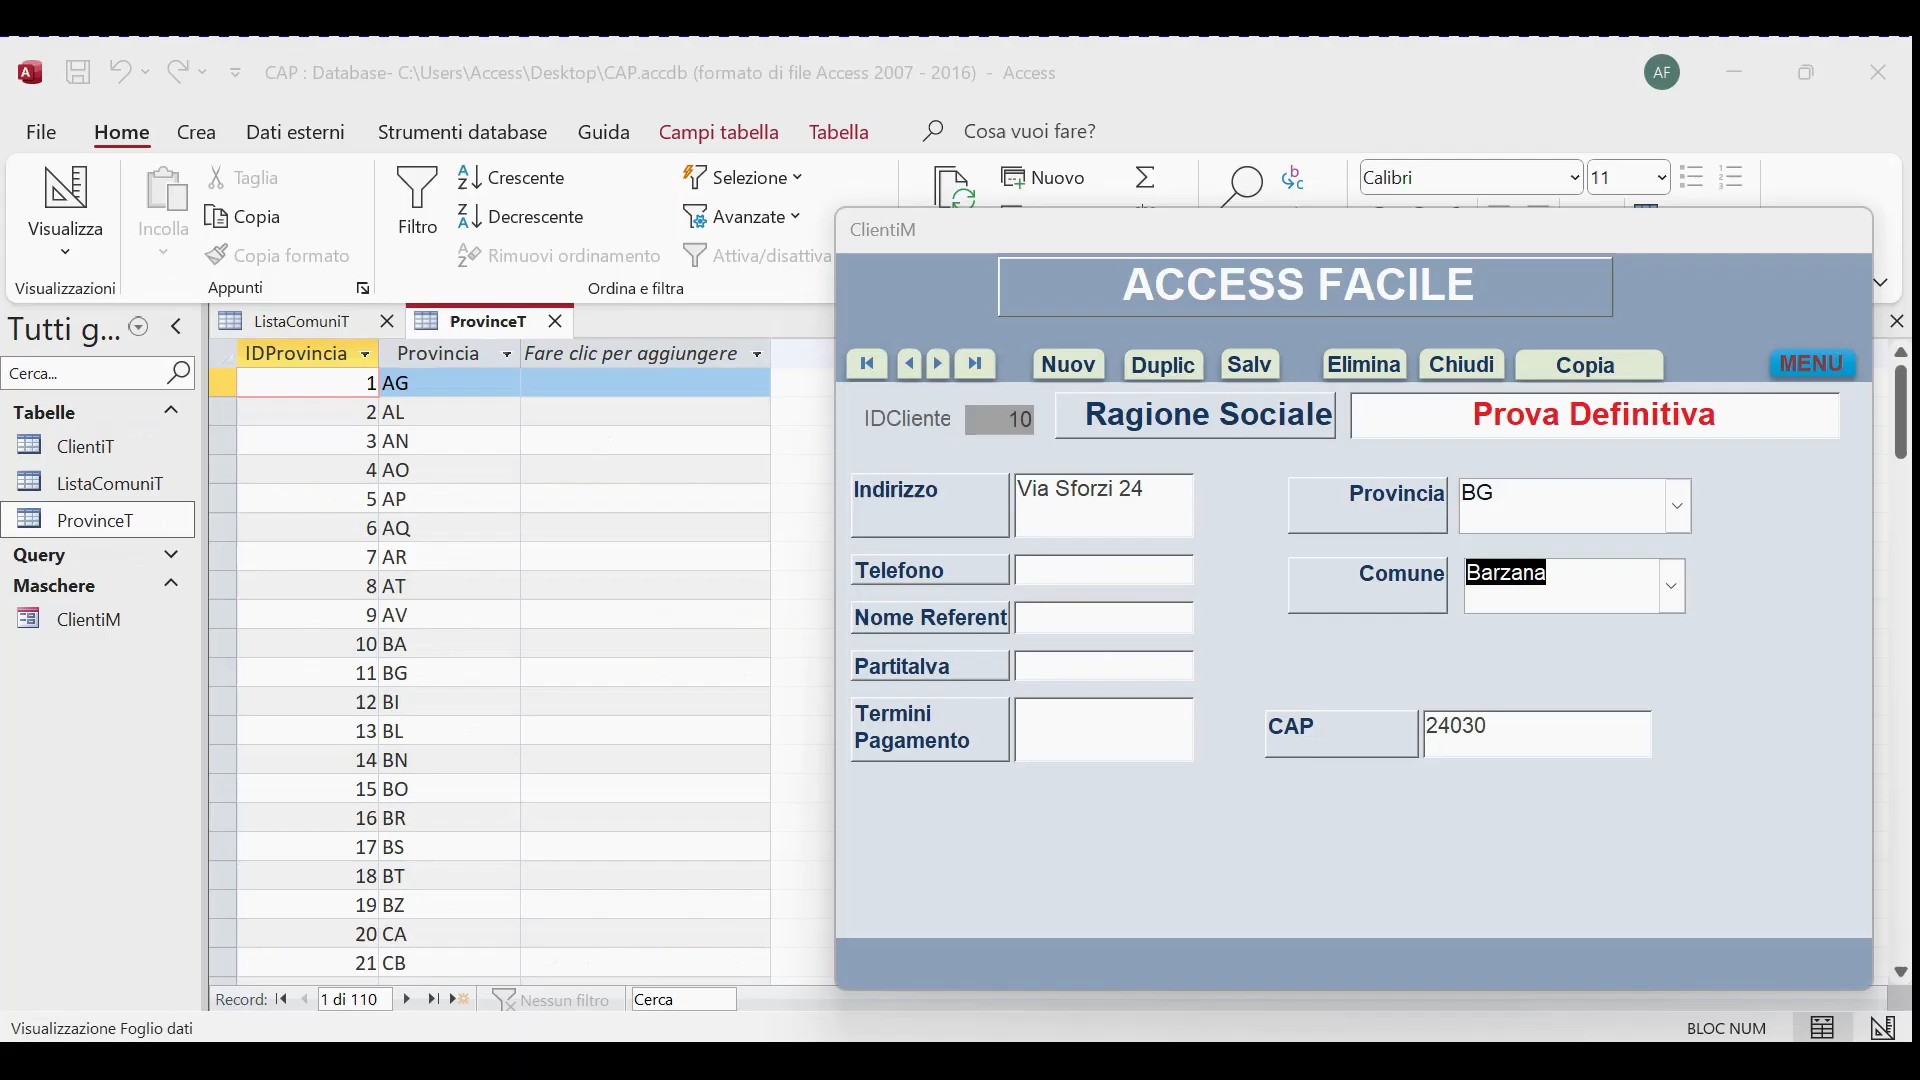 CAP : Database- C:\Users\Access\Desktop\CAP.accdb (formato di file Access 2007 - 2016) - Access
AF
File Home Crea Dati esterni Strumenti database Guida Campi tabella Tabella Cosa vuoi fare?
Visualizza
Visualizzazioni
Incolla
Taglia
Copia
Copia formato
Appunti
Filtro
Crescente
Decrescente
Rimuovi ordinamento
Selezione
Avanzate
Attiva/disattiva
Ordina e filtra
Nuovo
Calibri
11
Tutti g...
Cerca...
Tabelle
ClientiT
ListaComuniT
ProvinceT
Query
Maschere
ClientiM
ListaComuniT
ProvinceT
IDProvincia Provincia Fare clic per aggiungere
1 AG
2 AL
3 AN
4 AO
5 AP
6 AQ
7 AR
8 AT
9 AV
10 BA
11 BG
12 BI
13 BL
14 BN
15 BO
16 BR
17 BS
18 BT
19 BZ
20 CA
21 CB
Record: 1 di 110 Nessun filtro Cerca
ClientiM
ACCESS FACILE
Nuov Duplic Salv Elimina Chiudi Copia MENU
IDCliente 10 Ragione Sociale Prova Definitiva
Indirizzo Via Sforzi 24
Telefono
Nome Referent
PartitaIva
Termini
Pagamento
Provincia BG
Comune Barzana
CAP 24030
Visualizzazione Foglio dati
BLOC NUM